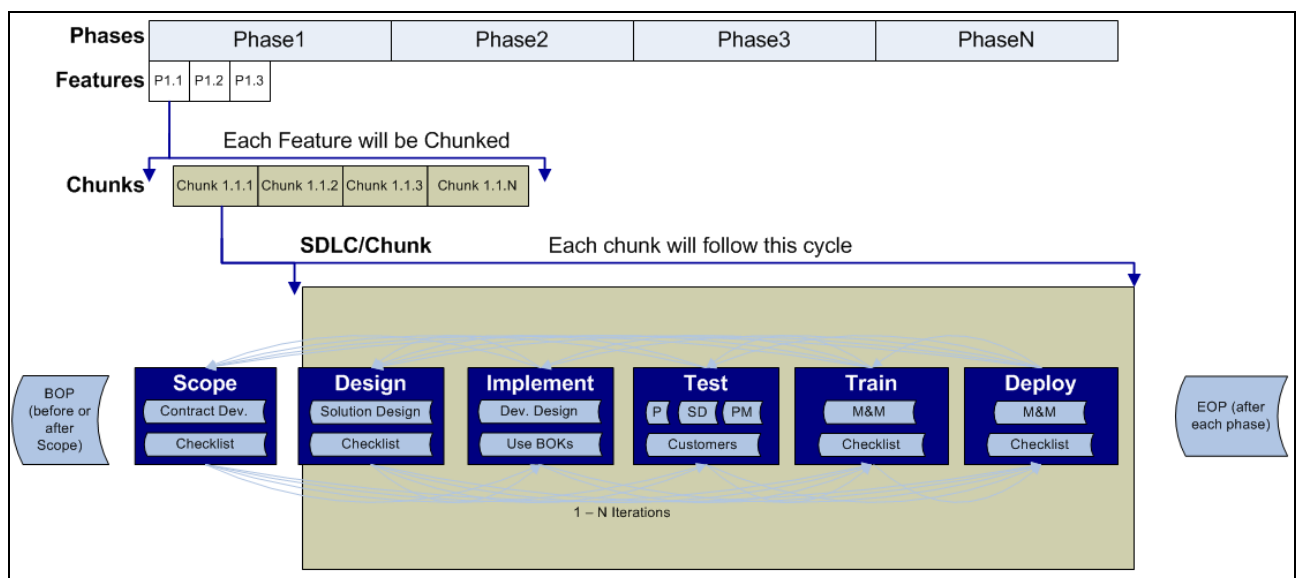 Phases Phase1 Phase2 Phase3 PhaseN
Features P1.1 P1.2 P1.3
Each Feature will be Chunked
Chunks Chunk 1.1.1 Chunk 1.1.2 Chunk 1.1.3 Chunk 1.1.N
SDLC/Chunk Each chunk will follow this cycle
BOP
(before or
after
Scope)
Scope
Contract Dev.
Checklist
Design
Solution Design
Checklist
Implement
Dev. Design
Use BOKs
Test
P SD PM
Customers
Train
M&M
Checklist
Deploy
M&M
Checklist
EOP (after
each phase)
1 – N Iterations